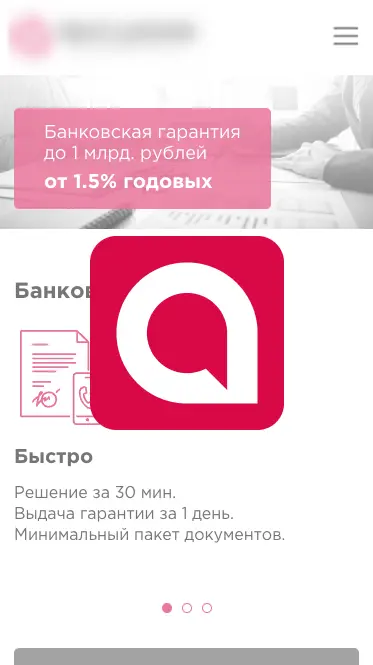 Банковская гарантия
до 1 млрд. рублей
от 1.5% годовых
Быстро
Решение за 30 мин.
Выдача гарантии за 1 день.
Минимальный пакет документов.